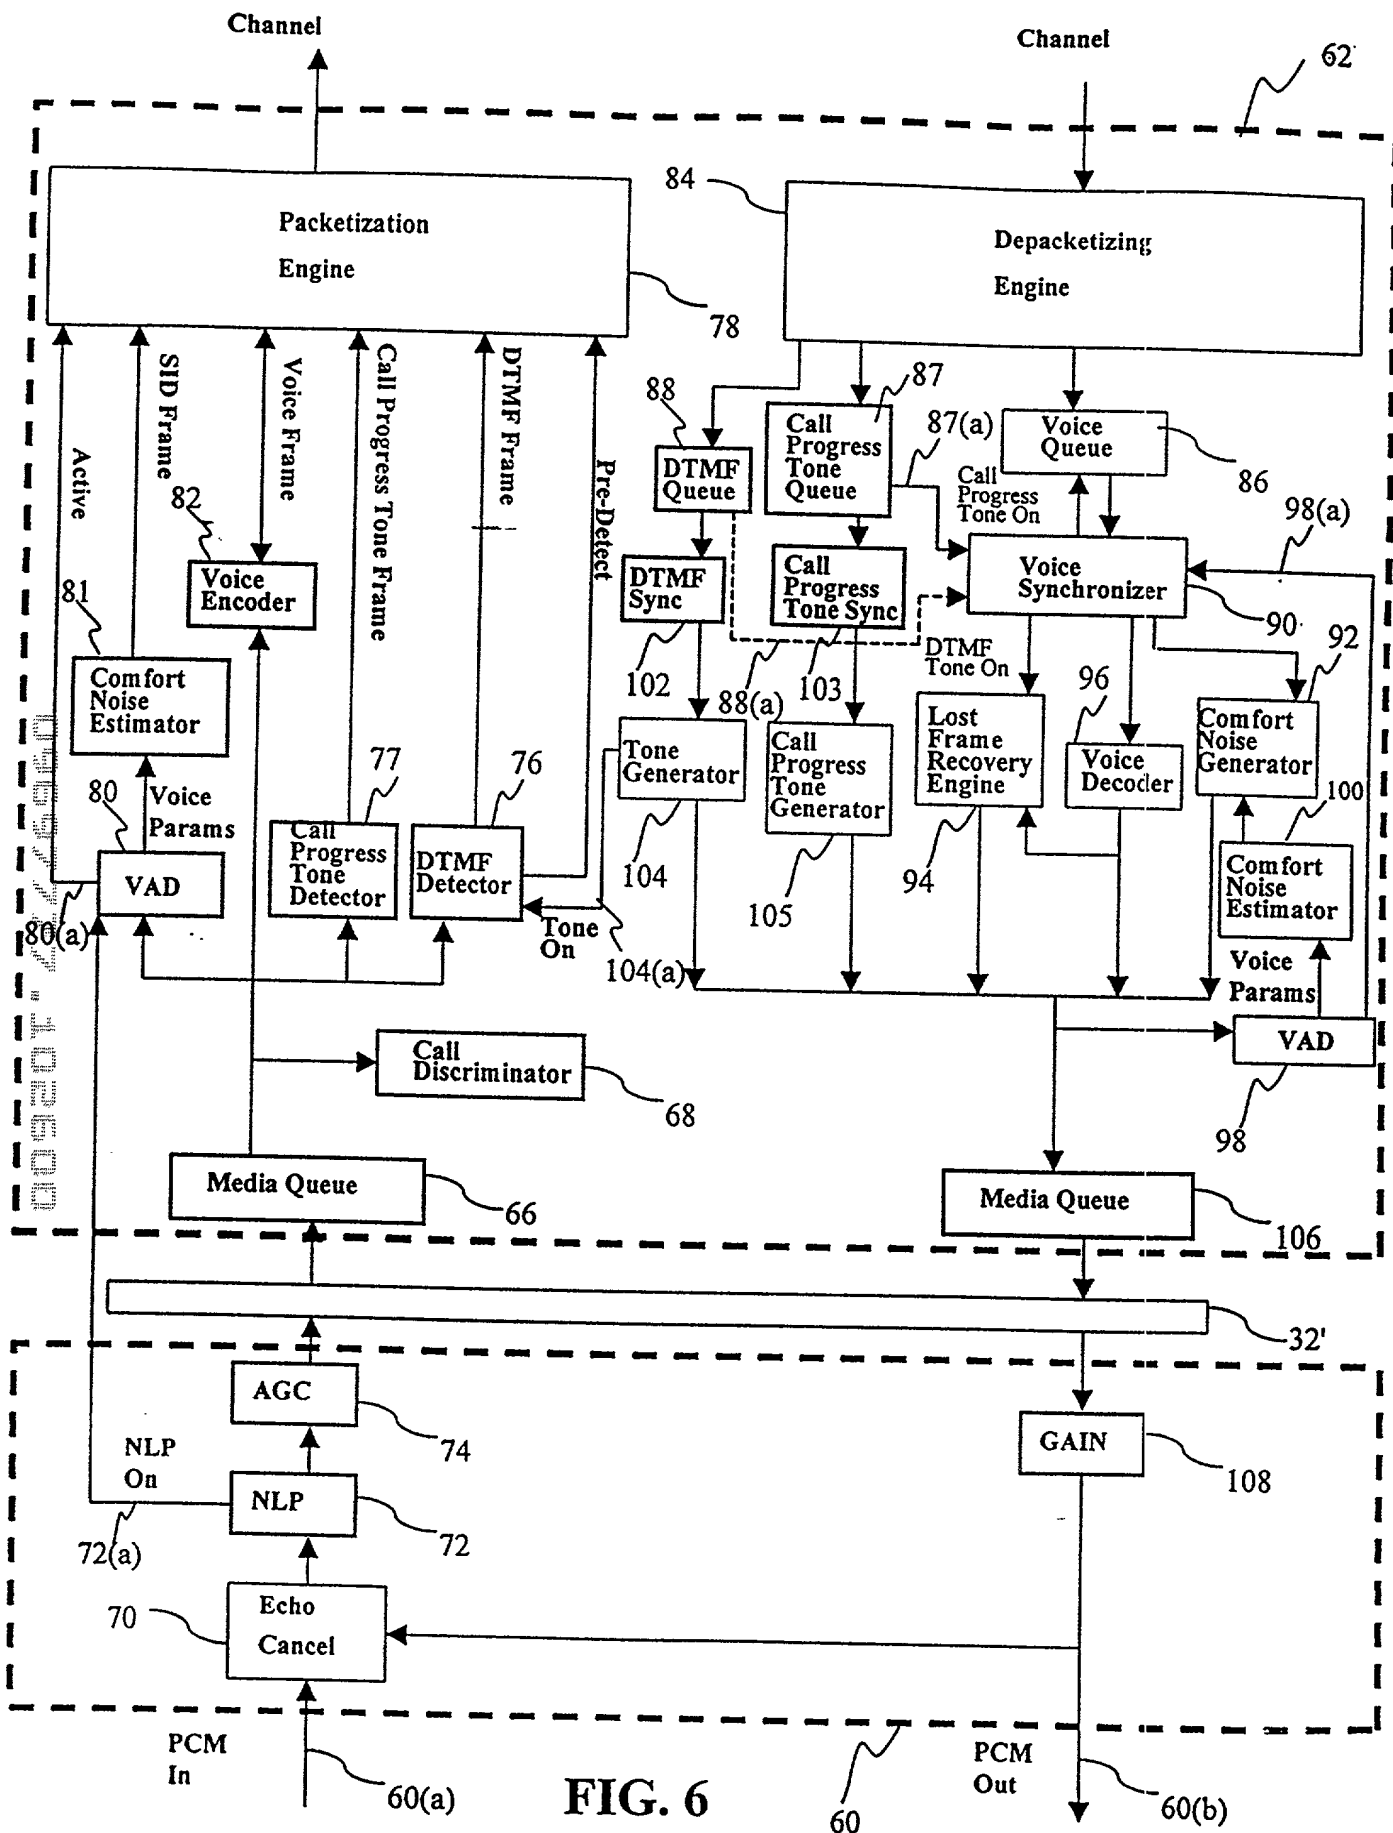 Channel
Channel
62
Packetization
Engine
78
84
Depacketizing
Engine
Active
SID Frame
Voice Frame
Call Progress Tone Frame
DTMF Frame
Pre-Detect
88
DTMF
Queue
87
Call
Progress
Tone
Queue
87(a)
Call
Progress
Tone On
Voice
Queue
86
98(a)
82
Voice
Encoder
81
Comfort
Noise
Estimator
DTMF
Sync
102
Call
Progress
Tone Sync
103
88(a)
Voice
Synchronizer
90
92
DTMF
Tone On
96
80
Voice
Params
VAD
80(a)
77
Call
Progress
Tone
Detector
76
DTMF
Detector
Tone
On
104(a)
Tone
Generator
104
Call
Progress
Tone
Generator
105
Lost
Frame
Recovery
Engine
94
Voice
Decoder
Comfort
Noise
Generator
100
Comfort
Noise
Estimator
Voice
Params
VAD
98
Call
Discriminator
68
Media Queue
66
Media Queue
106
32'
AGC
74
NLP
On
NLP
72
72(a)
GAIN
108
70
Echo
Cancel
PCM
In
60(a)
FIG. 6
60
PCM
Out
60(b)